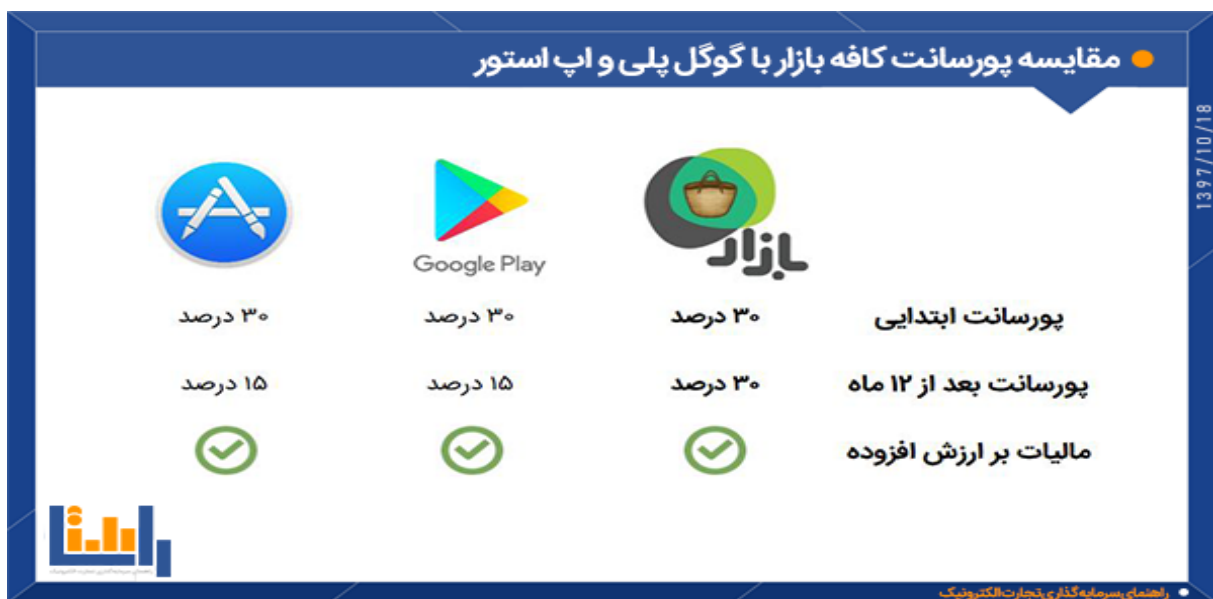 مقایسه پورسانت کافه بازار با گوگل پلی و اپ استور
1397/10/18
بازار
Google Play
پورسانت ابتدایی ۳۰ درصد ۳۰ درصد ۳۰ درصد
پورسانت بعد از ۱۲ ماه ۳۰ درصد ۱۵ درصد ۱۵ درصد
مالیات بر ارزش افزوده
راهنمای سرمایه‌گذاری تجارت الکترونیک